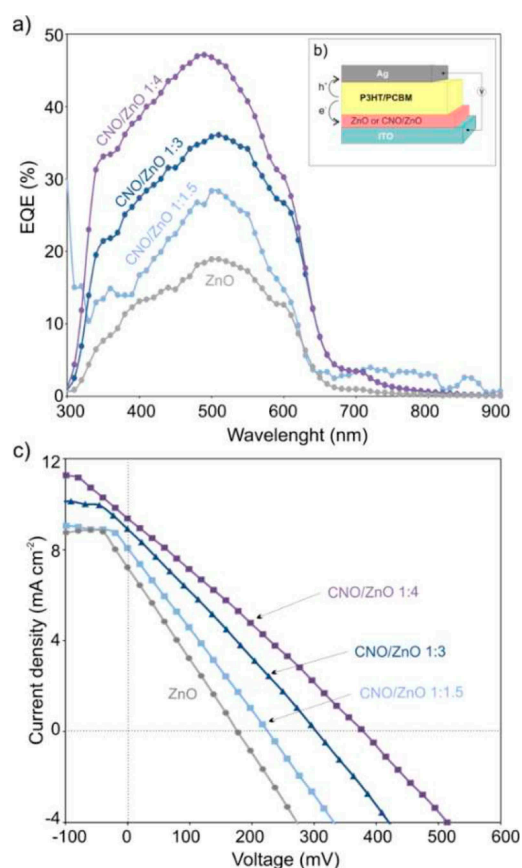 a)
50
40
30
20
10
0
EQE (%)
300
400
500
600
700
800
900
Wavelenght (nm)
CNO/ZnO 1:4
CNO/ZnO 1:3
CNO/ZnO 1:1.5
ZnO
b)
Ag
h+
P3HT/PCBM
e-
ZnO or CNO/ZnO
ITO
V
c)
12
8
4
0
-4
Current density (mA cm-2)
CNO/ZnO 1:4
CNO/ZnO 1:3
CNO/ZnO 1:1.5
ZnO
-100
0
100
200
300
400
500
600
Voltage (mV)